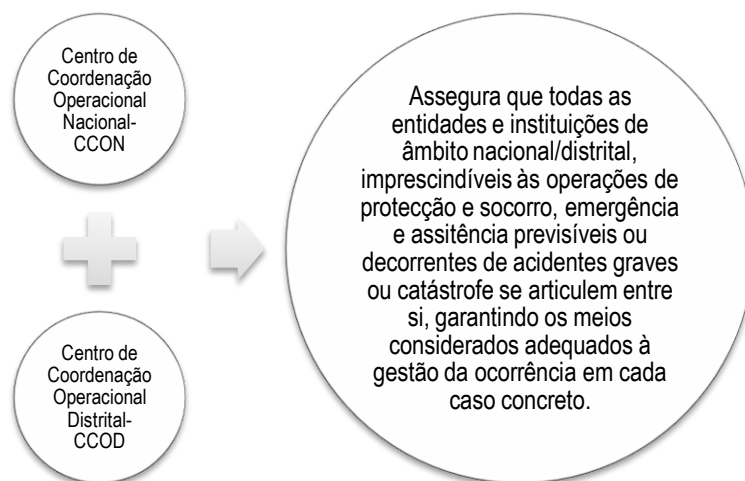 Centro de
Coordenação
Operacional
Nacional-
CCON
Centro de
Coordenação
Operacional
Distrital-
CCOD
Assegura que todas as
entidades e instituições de
âmbito nacional/distrital,
imprescindíveis às operações de
protecção e socorro, emergência
e assitência previsíveis ou
decorrentes de acidentes graves
ou catástrofe se articulem entre
si, garantindo os meios
considerados adequados à
gestão da ocorrência em cada
caso concreto.